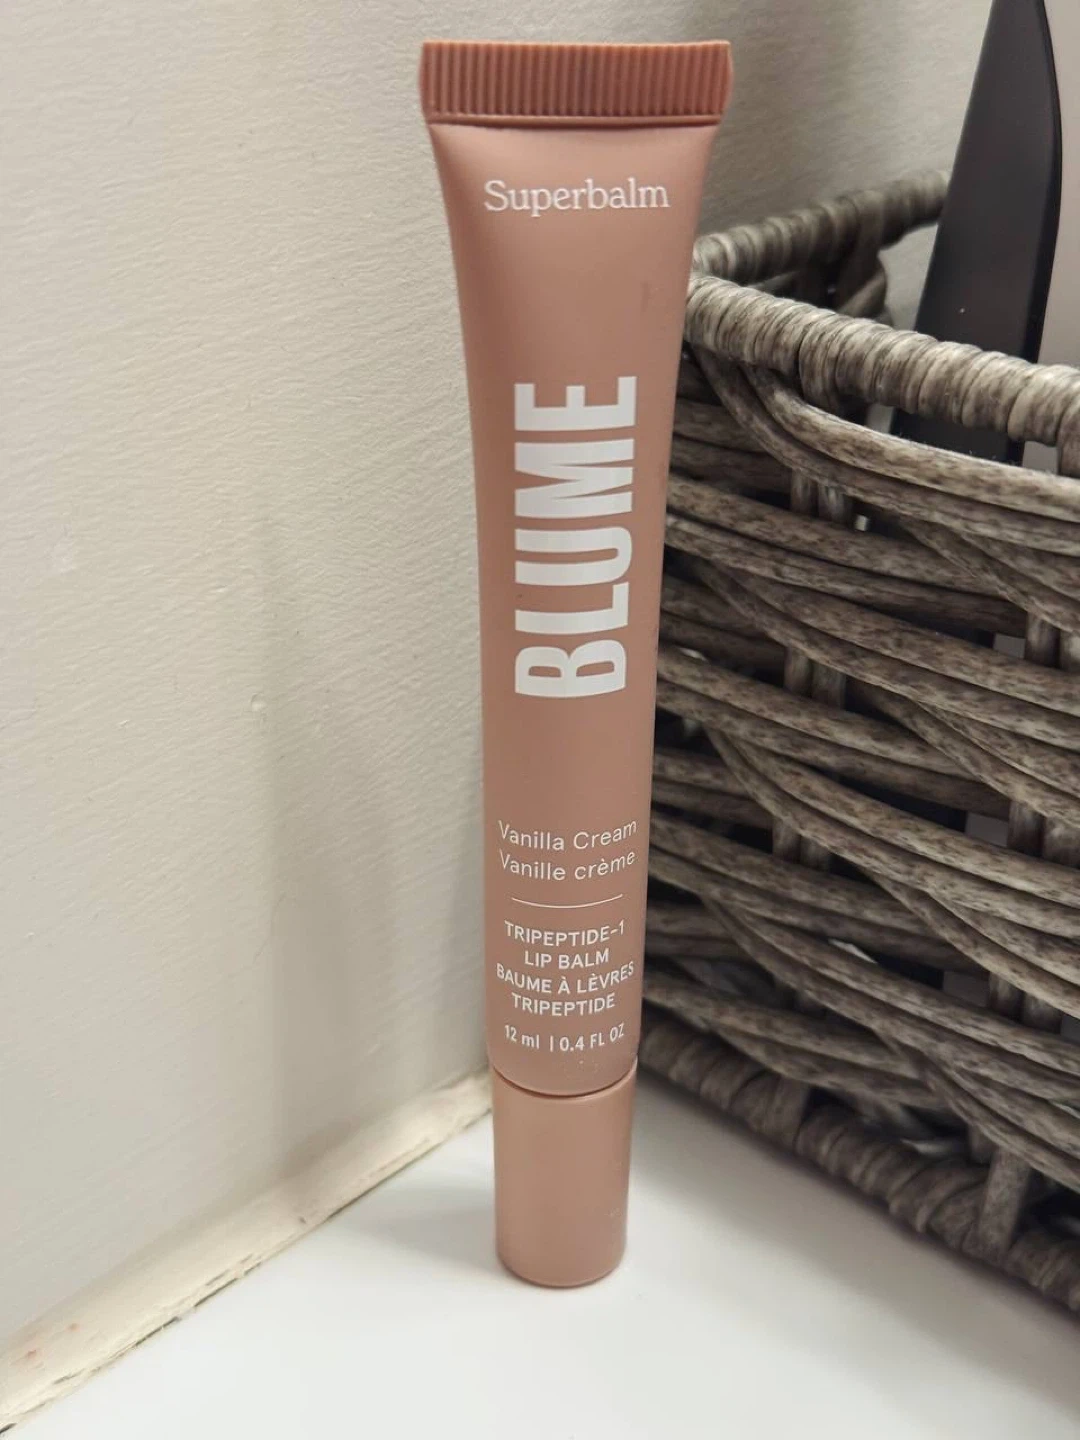 Superbalm
BLUME
Vanilla Cream
Vanille crème
TRIPEPTIDE-1
LIP BALM
BAUME À LÈVRES
TRIPEPTIDE
12 ml | 0.4 FL OZ